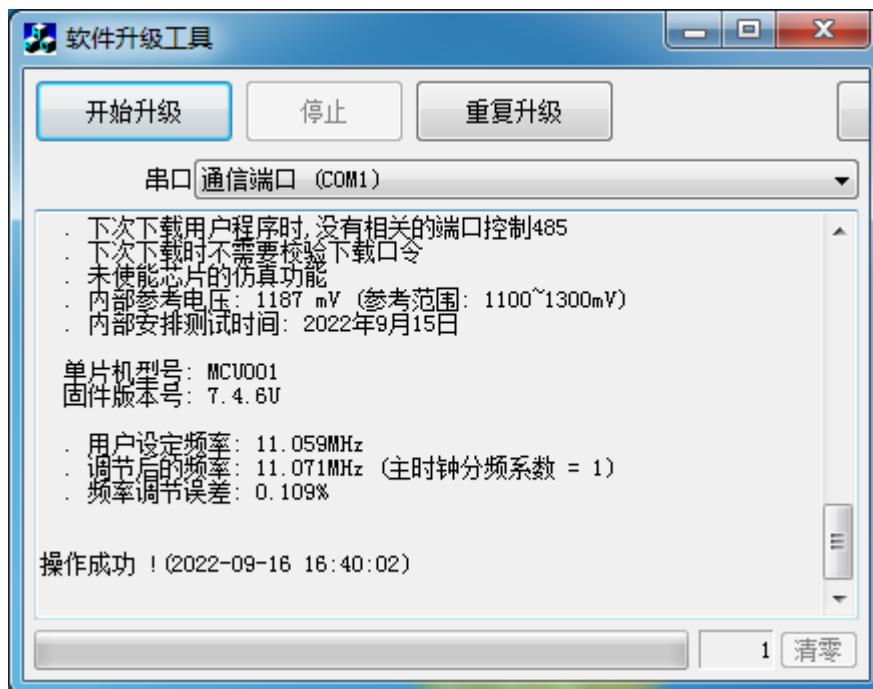 软件升级工具
开始升级 停止 重复升级
串口 通信端口 (COM1)
. 下次下载用户程序时,没有相关的端口控制485
. 下次下载时不需要校验下载口令
. 未使能芯片的仿真功能
. 内部参考电压: 1187 mV (参考范围: 1100~1300mV)
. 内部安排测试时间: 2022年9月15日
单片机型号: MCU001
固件版本号: 7.4.6U
. 用户设定频率: 11.059MHz
. 调节后的频率: 11.071MHz (主时钟分频系数 = 1)
. 频率调节误差: 0.109%
操作成功 !(2022-09-16 16:40:02)
1 清零